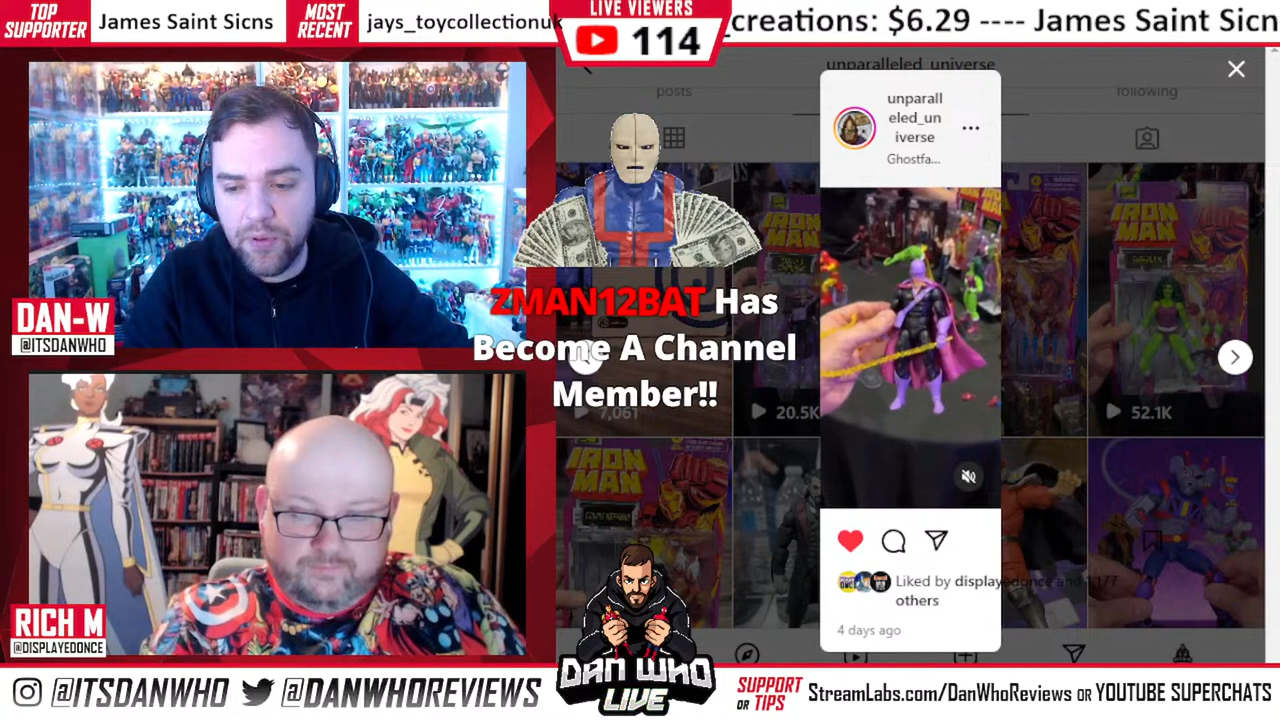 TOP
SUPPORTER
James Saint Sicns
MOST
RECENT
jays_toycollectionuk
LIVE VIEWERS
114
_creations: $6.29 ---- James Saint Sicn
unparalleled_universe
posts
following
unparall
eled_un
iverse
Ghostfa...
IRON
MAN
IRON
MAN
DAN-W
@ITSDANWHO
ZMAN12BAT Has
Become A Channel
Member!!
7,061
20.5K
52.1K
IRON
MAN
RICH M
@DISPLAYEDONCE
Liked by displayedonce and 1177
others
4 days ago
DAN WHO
LIVE
@ITSDANWHO
@DANWHOREVIEWS
SUPPORT
OR TIPS
StreamLabs.com/DanWhoReviews OR YOUTUBE SUPERCHATS